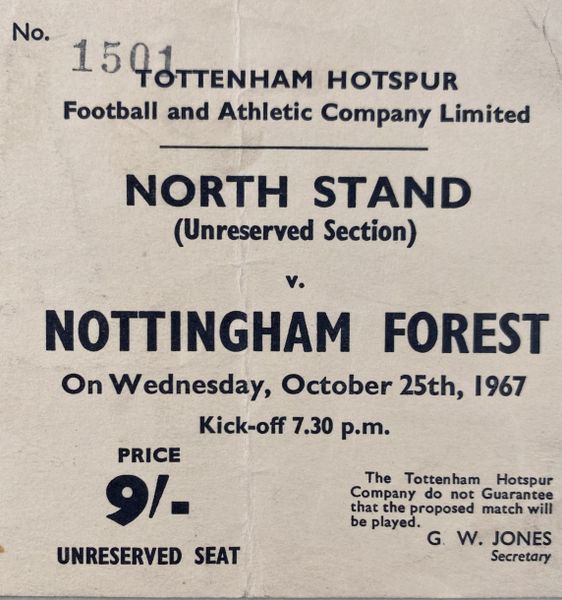 No. 1501
TOTTENHAM HOTSPUR
Football and Athletic Company Limited
NORTH STAND
(Unreserved Section)
v.
NOTTINGHAM FOREST
On Wednesday, October 25th, 1967
Kick-off 7.30 p.m.
PRICE
9/-
UNRESERVED SEAT
The Tottenham Hotspur
Company do not Guarantee
that the proposed match will
be played.
G. W. JONES
Secretary